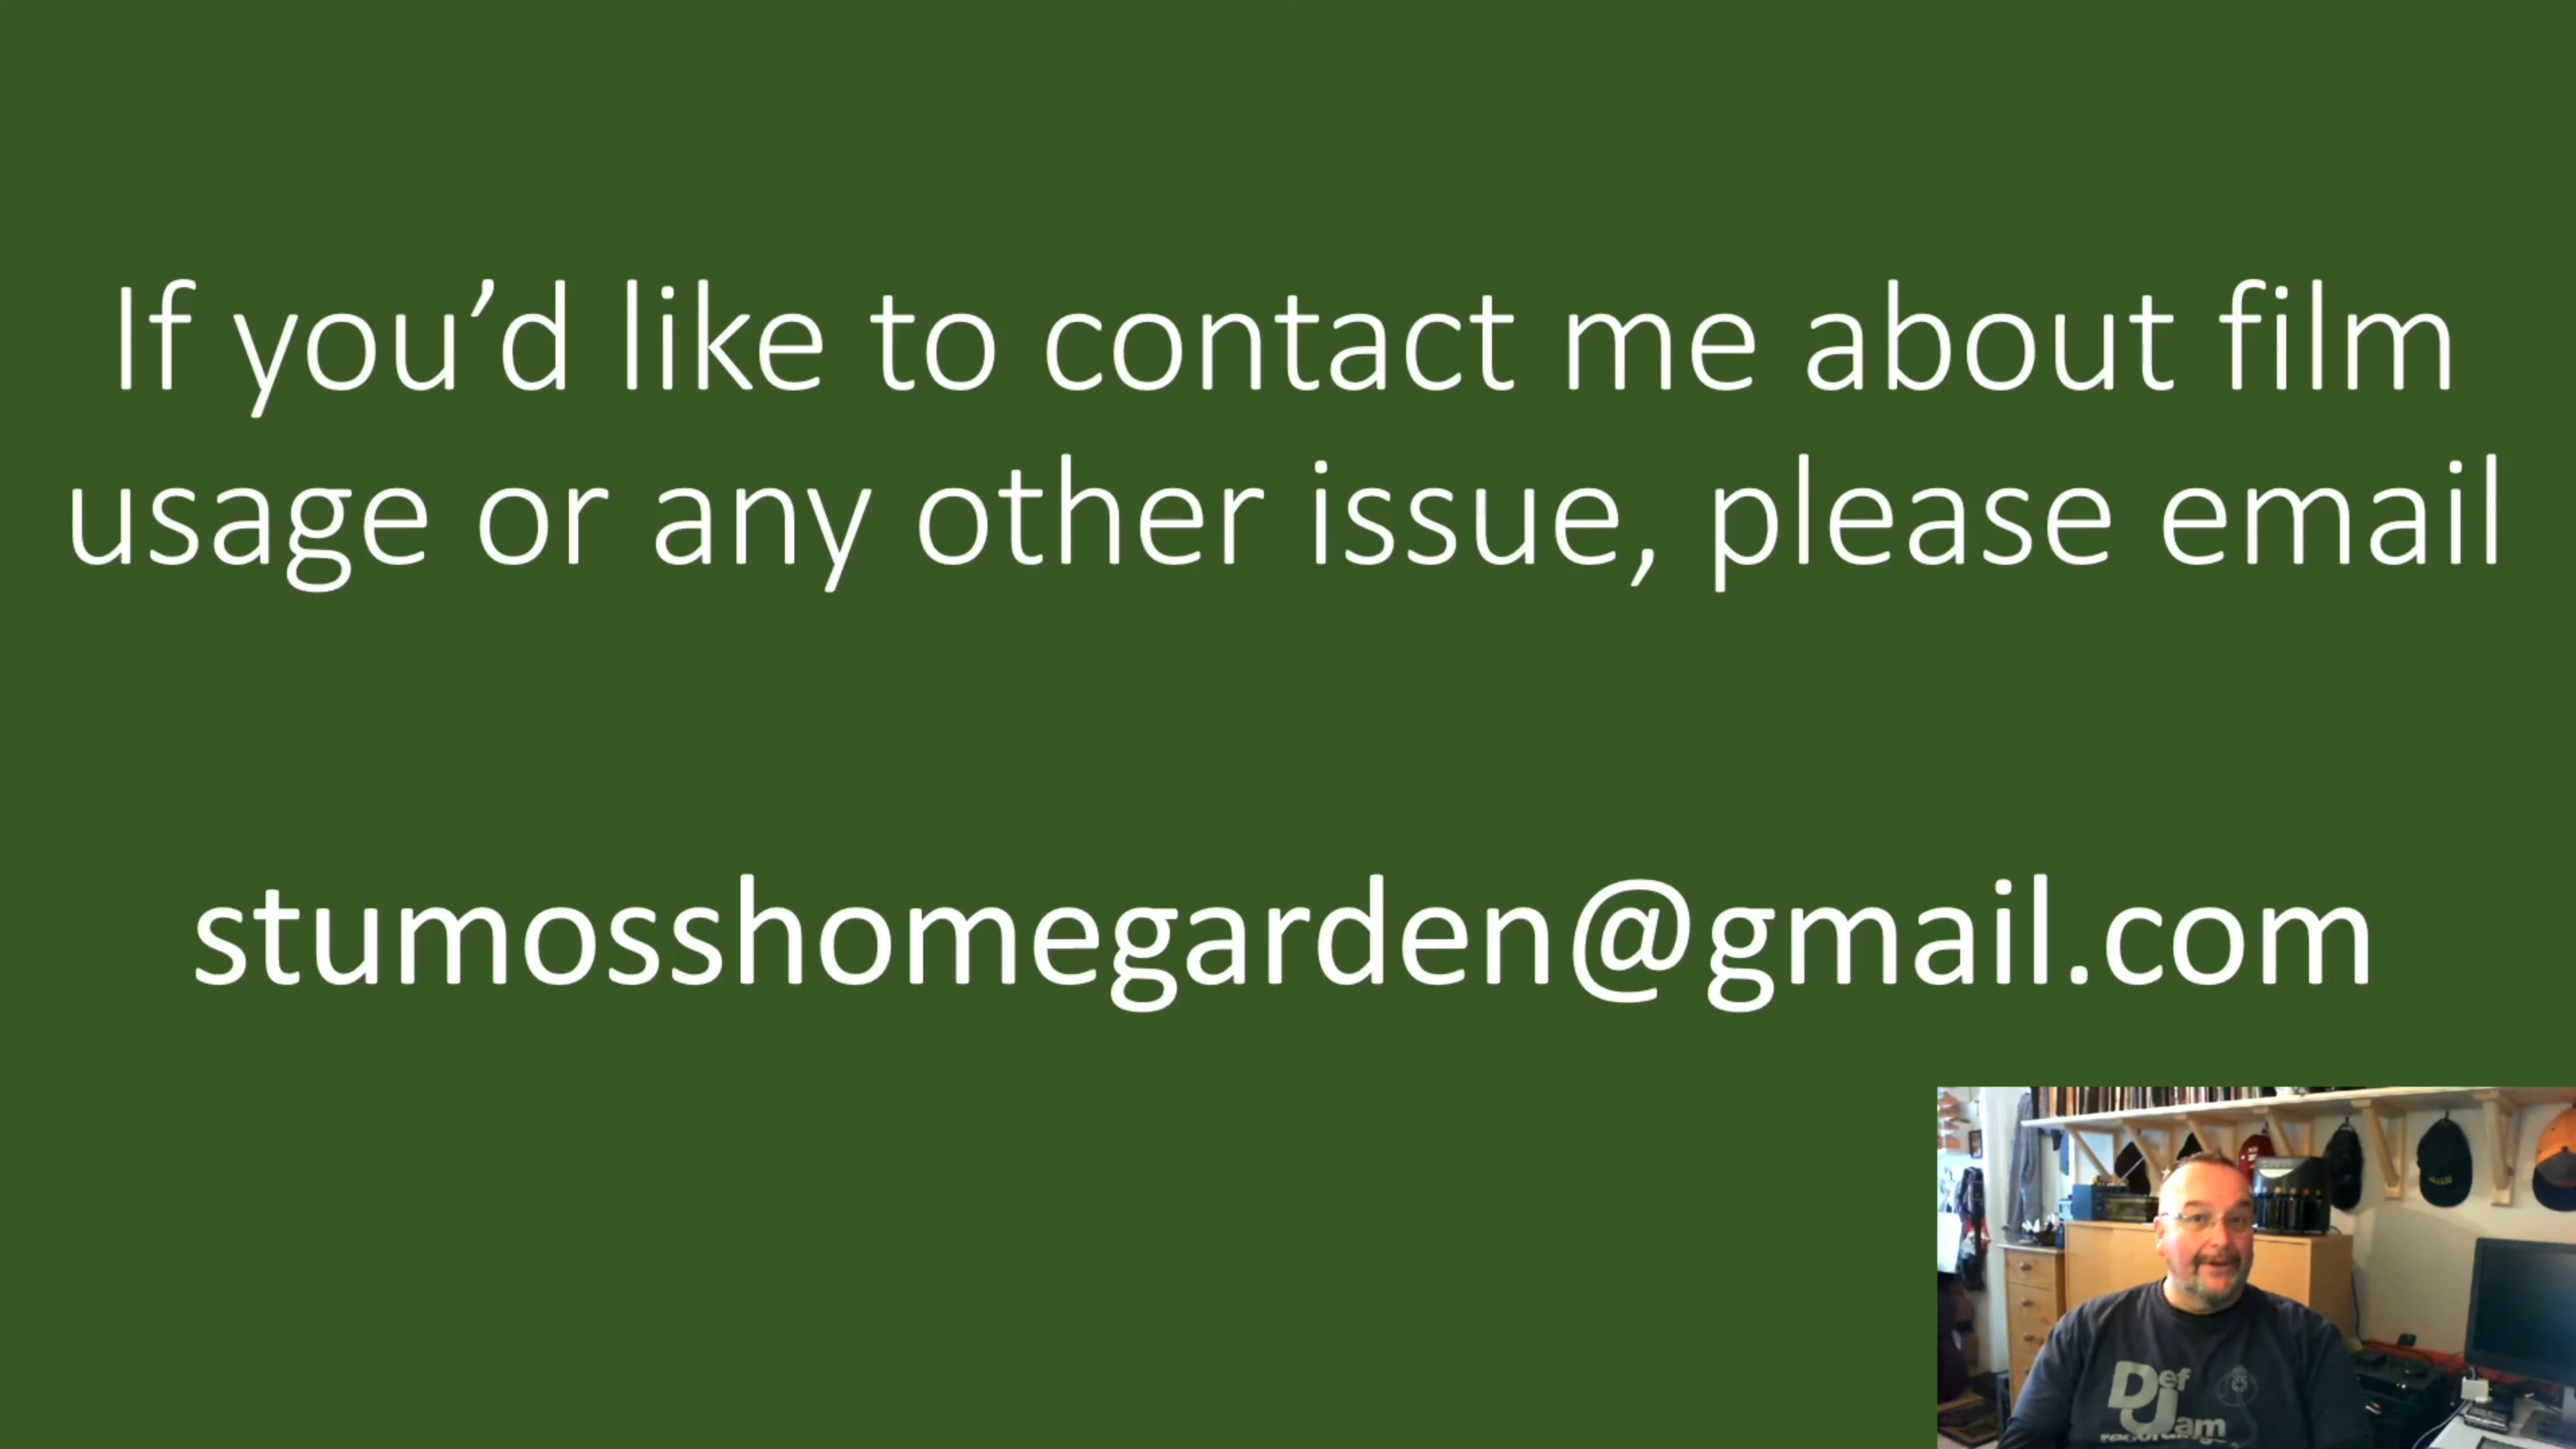 If you’d like to contact me about film
usage or any other issue, please email
stumosshomegarden@gmail.com
Def
Jam